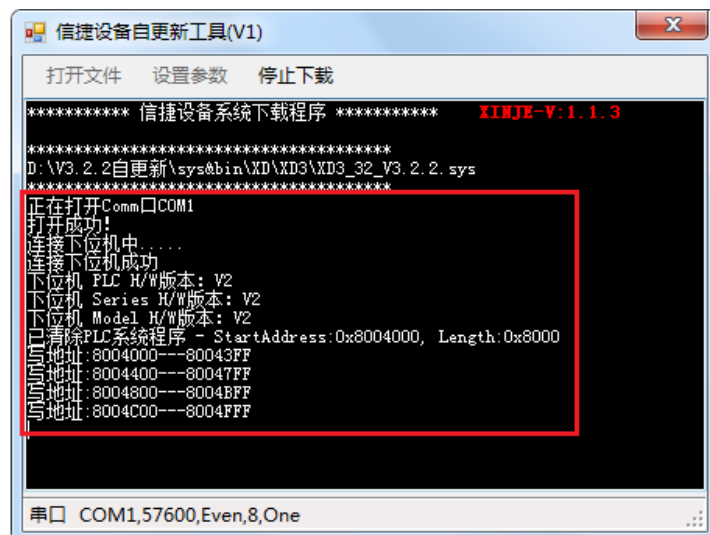 信捷设备自更新工具(V1)
打开文件 设置参数 停止下载
*********** 信捷设备系统下载程序 *********** XINJE-V:1.1.3
***************************************
D:\V3.2.2自更新\sys&bin\XD\XD3\XD3_32_V3.2.2.sys
***************************************
正在打开Comm口COM1
打开成功!
连接下位机中.....
连接下位机成功
下位机 PLC H/W版本: V2
下位机 Series H/W版本: V2
下位机 Model H/W版本: V2
已清除PLC系统程序 - StartAddress:0x8004000, Length:0x8000
写地址:8004000---80043FF
写地址:8004400---80047FF
写地址:8004800---8004BFF
写地址:8004C00---8004FFF
串口 COM1,57600,Even,8,One